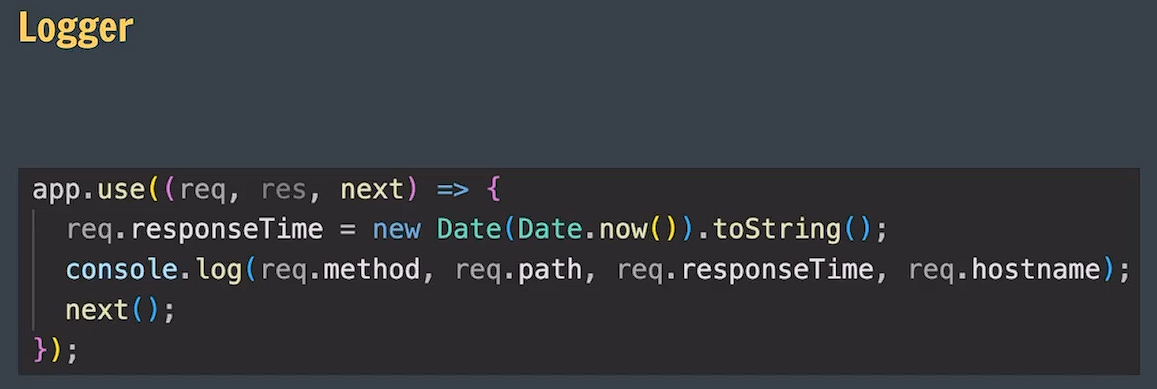 Logger
app.use((req, res, next) => {
  req.responseTime = new Date(Date.now()).toString();
  console.log(req.method, req.path, req.responseTime, req.hostname);
  next();
});